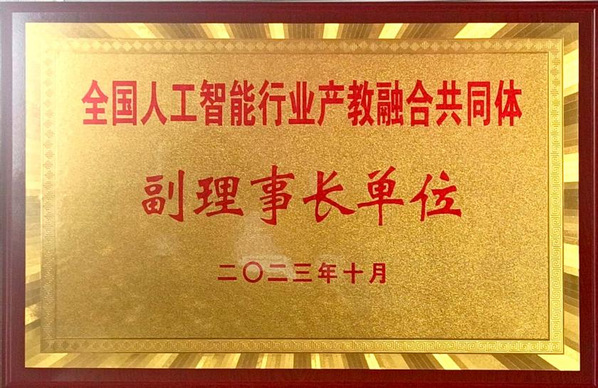 全国人工智能行业产教融合共同体
副理事长单位
二〇二三年十月